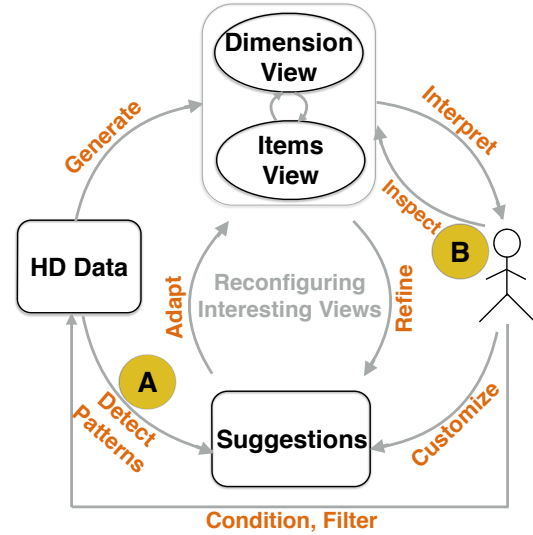 Dimension
View
Items
View
Generate
Interpret
Inspect
B
HD Data
Reconfiguring
Interesting Views
Adapt
Refine
A
Detect
Patterns
Suggestions
Customize
Condition, Filter